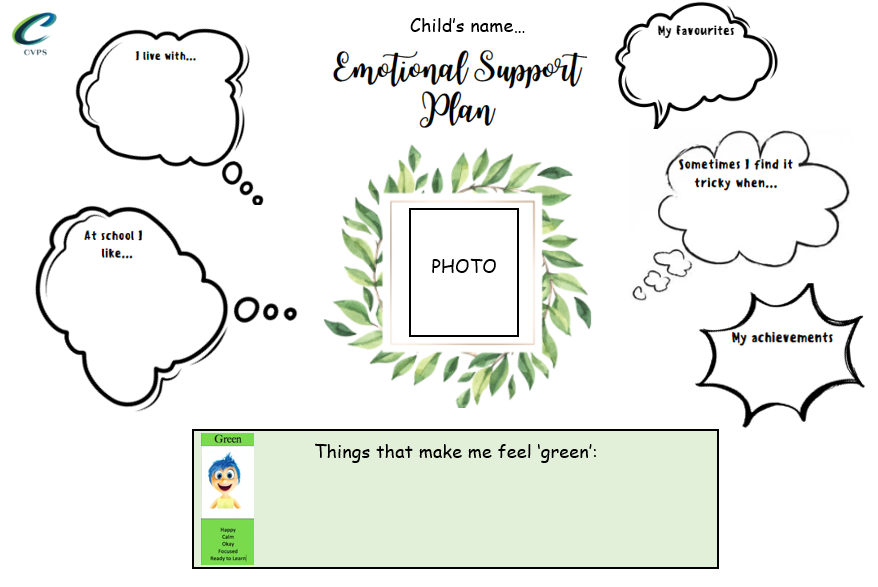 CVPS
Child's name…
Emotional Support
Plan
I live with...
My favourites
Sometimes I find it
tricky when...
At school I
like...
PHOTO
My achievements
Green
Things that make me feel 'green':
Happy
Calm
Okay
Focused
Ready to Learn